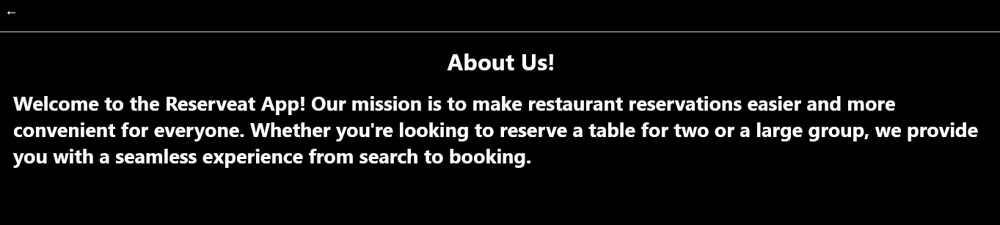 ←
About Us!
Welcome to the Reserveat App! Our mission is to make restaurant reservations easier and more
convenient for everyone. Whether you're looking to reserve a table for two or a large group, we provide
you with a seamless experience from search to booking.